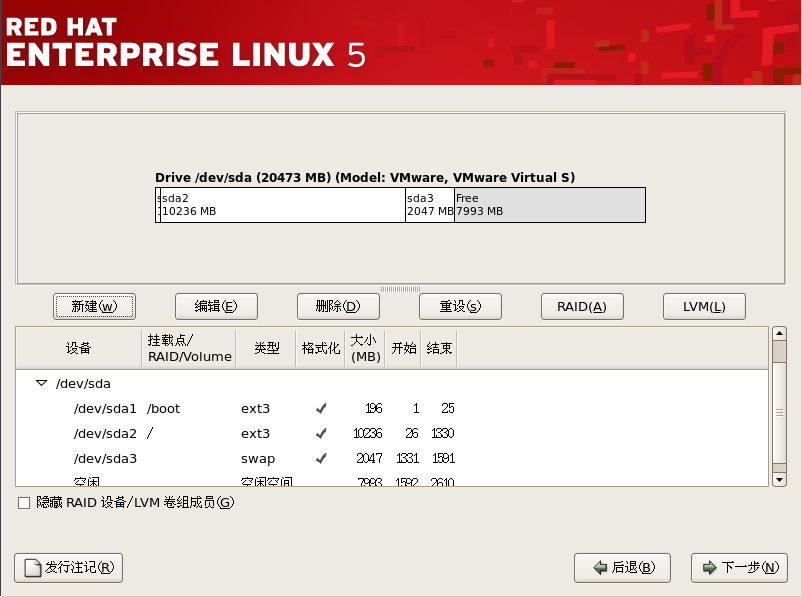 RED HAT
ENTERPRISE LINUX 5
Drive /dev/sda (20473 MB) (Model: VMware, VMware Virtual S)
sda2 sda3 Free
10236 MB 2047 MB 7993 MB
新建(w) 编辑(E) 删除(D) 重设(s) RAID(A) LVM(L)
设备 挂载点/ RAID/Volume 类型 格式化 大小 (MB) 开始 结束
/dev/sda
/dev/sda1 /boot ext3 196 1 25
/dev/sda2 / ext3 10236 26 1330
/dev/sda3 swap 2047 1331 1591
空闲 空闲空间 7993 1592 2610
隐藏 RAID 设备/LVM 卷组成员(G)
发行注记(R) 后退(B) 下一步(N)